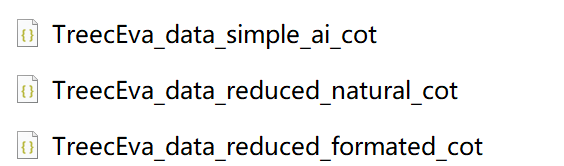 TreecEva_data_simple_ai_cot
TreecEva_data_reduced_natural_cot
TreecEva_data_reduced_formated_cot